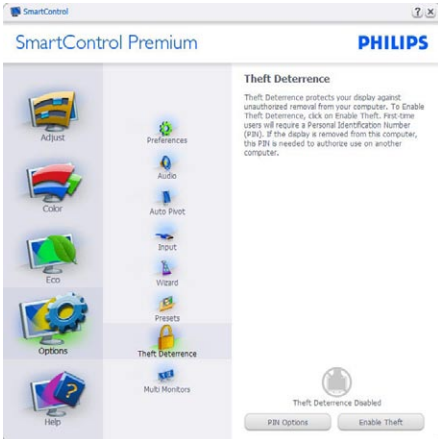 SmartControl
SmartControl Premium
PHILIPS
Adjust
Color
Eco
Options
Help
Preferences
Audio
Auto Pivot
Input
Wizard
Presets
Theft Deterrence
Multi Monitors
Theft Deterrence
Theft Deterrence protects your display against
unauthorized removal from your computer. To Enable
Theft Deterrence, click on Enable Theft. First-time
users will require a Personal Identification Number
(PIN). If the display is removed from this computer,
this PIN is needed to authorize use on another
computer.
Theft Deterrence Disabled
PIN Options
Enable Theft